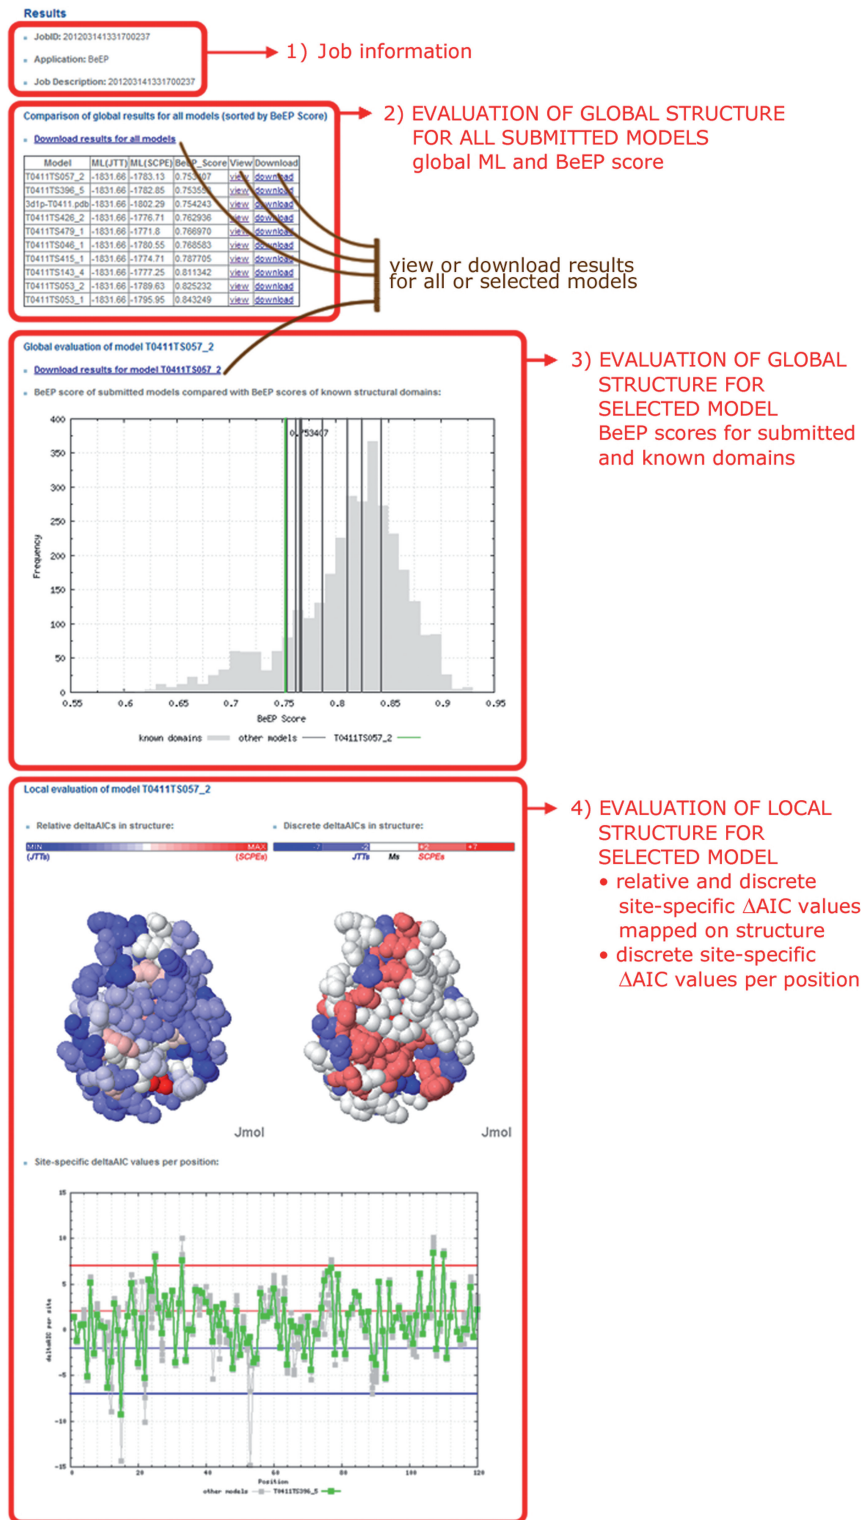 Results
JobID: 201203141331700237
1) Job information
Application: BeEP
Job Description: 201203141331700237
Comparison of global results for all models (sorted by BeEP Score)
2) EVALUATION OF GLOBAL STRUCTURE
FOR ALL SUBMITTED MODELS
global ML and BeEP score
Download results for all models
Model ML(JTT) ML(SCPE) BeEP_Score View Download
T0411TS057_2 -1831.66 -1783.13 0.753407 view download
T0411TS396_5 -1831.66 -1782.85 view download
3d1p-T0411.pdb -1831.66 -1802.29 0.754243 view download
T0411TS426_2 -1831.66 -1776.71 0.762936 view download
T0411TS479_1 -1831.66 -1771.8 0.766970 view download
T0411TS046_1 -1831.66 -1780.55 0.768583 view download
T0411TS415_1 -1831.66 -1774.71 0.787705 view download
T0411TS143_4 -1831.66 -1777.25 0.811342 view download
T0411TS053_2 -1831.66 -1789.63 0.825232 view download
T0411TS053_1 -1831.66 -1795.95 0.843249 view download
view or download results
for all or selected models
Global evaluation of model T0411TS057_2
Download results for model T0411TS057_2
3) EVALUATION OF GLOBAL
STRUCTURE FOR
SELECTED MODEL
BeEP scores for submitted
and known domains
BeEP score of submitted models compared with BeEP scores of known structural domains:
400
0.753407
350
300
250
200
150
100
50
0
Frequency
0.55 0.6 0.65 0.7 0.75 0.8 0.85 0.9 0.95
BeEP Score
known domains other models T0411TS057_2
Local evaluation of model T0411TS057_2
4) EVALUATION OF LOCAL
STRUCTURE FOR
SELECTED MODEL
• relative and discrete
site-specific ΔAIC values
mapped on structure
• discrete site-specific
ΔAIC values per position
Relative deltaAICs in structure: Discrete deltaAICs in structure:
MIN MAX -7 -2 +2 +7
(JTTs) (SCPEs) JTTs Ms SCPEs
Jmol Jmol
Site-specific deltaAIC values per position:
15
10
5
0
-5
-10
-15
deltaAIC per site
0 20 40 60 80 100 120
Position
other models T0411TS396_5